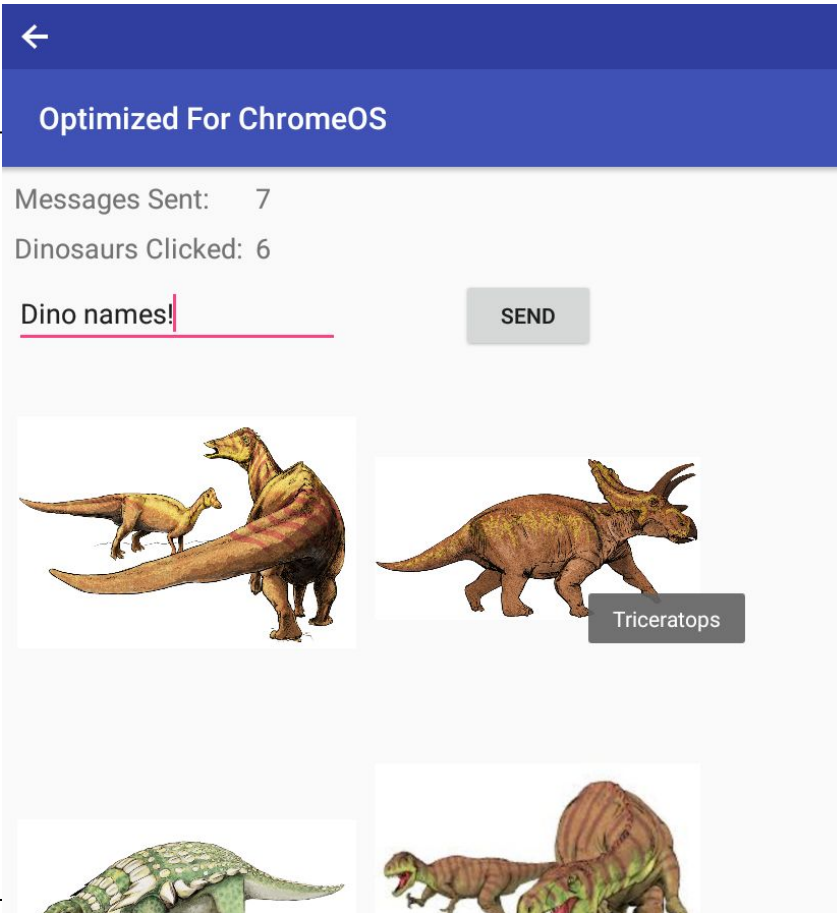 Optimized For ChromeOS
Messages Sent: 7
Dinosaurs Clicked: 6
Dino names!
SEND
Triceratops